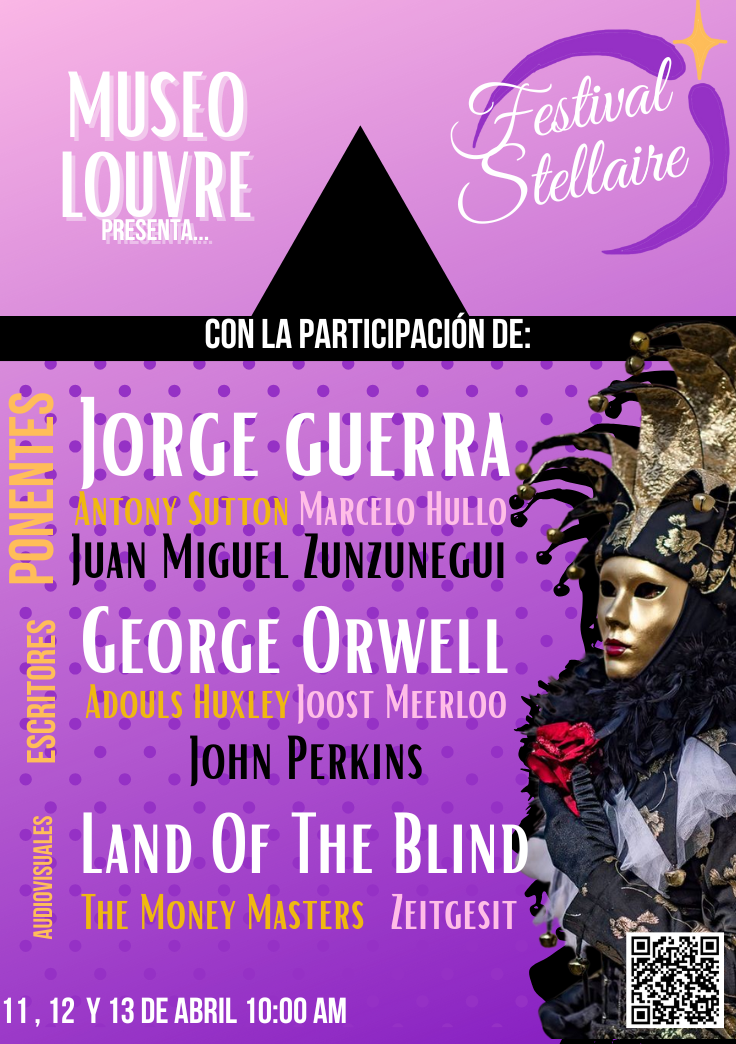 MUSEO
LOUVRE
PRESENTA...
Festival
Stellaire
CON LA PARTICIPACIÓN DE:
PONENTES
JORGE GUERRA
ANTONY SUTTON MARCELO HULLO
JUAN MIGUEL ZUNZUNEGUI
ESCRITORES
GEORGE ORWELL
ADOULS HUXLEY JOOST MEERLOO
JOHN PERKINS
AUDIOVISUALES
LAND OF THE BLIND
THE MONEY MASTERS ZEITGESIT
11 , 12 Y 13 DE ABRIL 10:00 AM